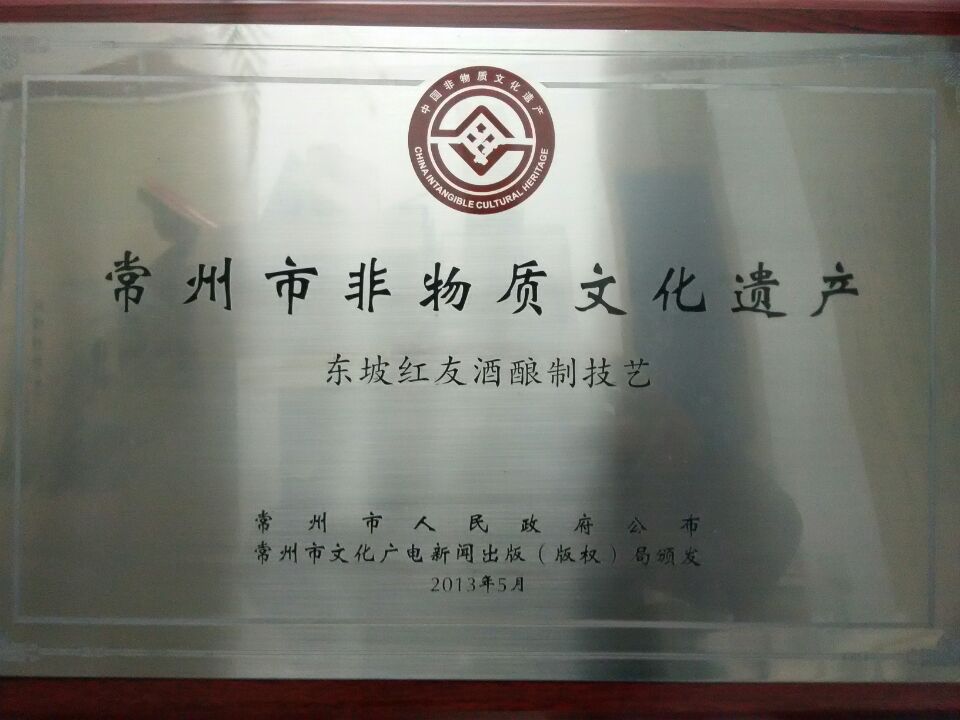 中国非物质文化遗产
CHINA INTANGIBLE CULTURAL HERITAGE
常州市非物质文化遗产
东坡红友酒酿制技艺
常州市人民政府公布
常州市文化广电新闻出版（版权）局颁发
2013年5月